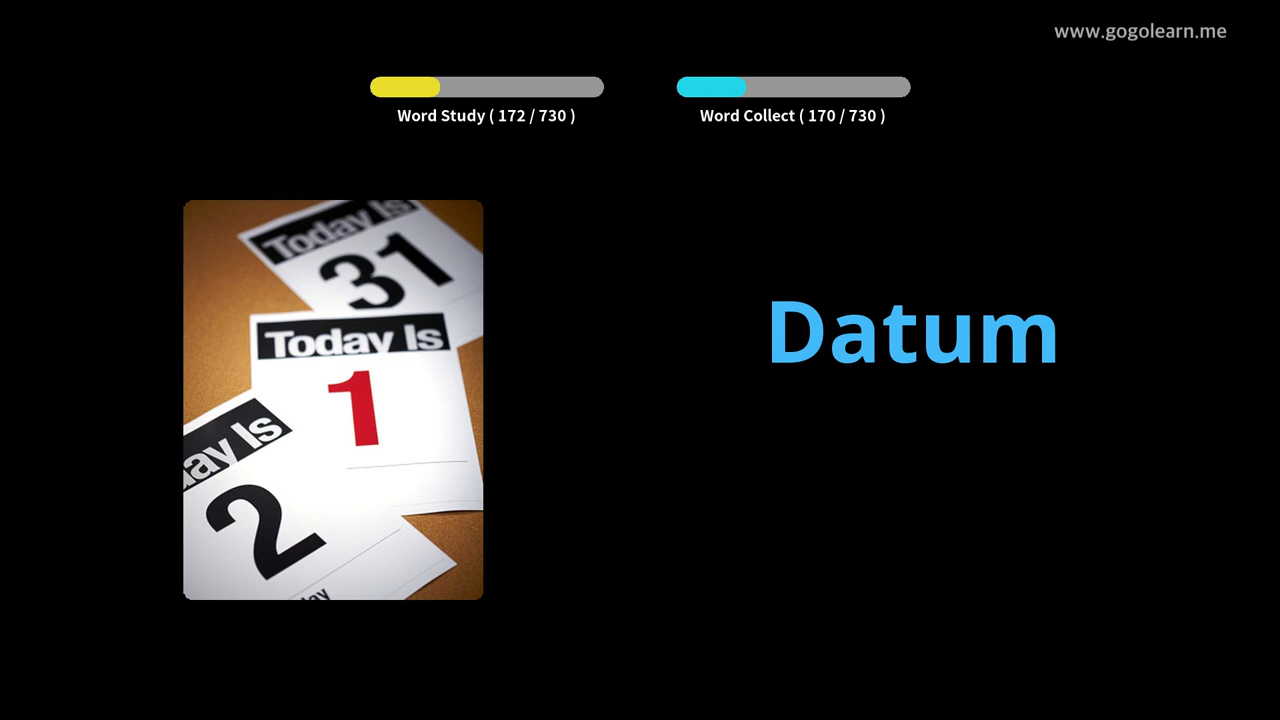 www.gogolearn.me
Word Study ( 172 / 730 )
Word Collect ( 170 / 730 )
Today Is
31
Today Is
1
ay Is
2
Datum